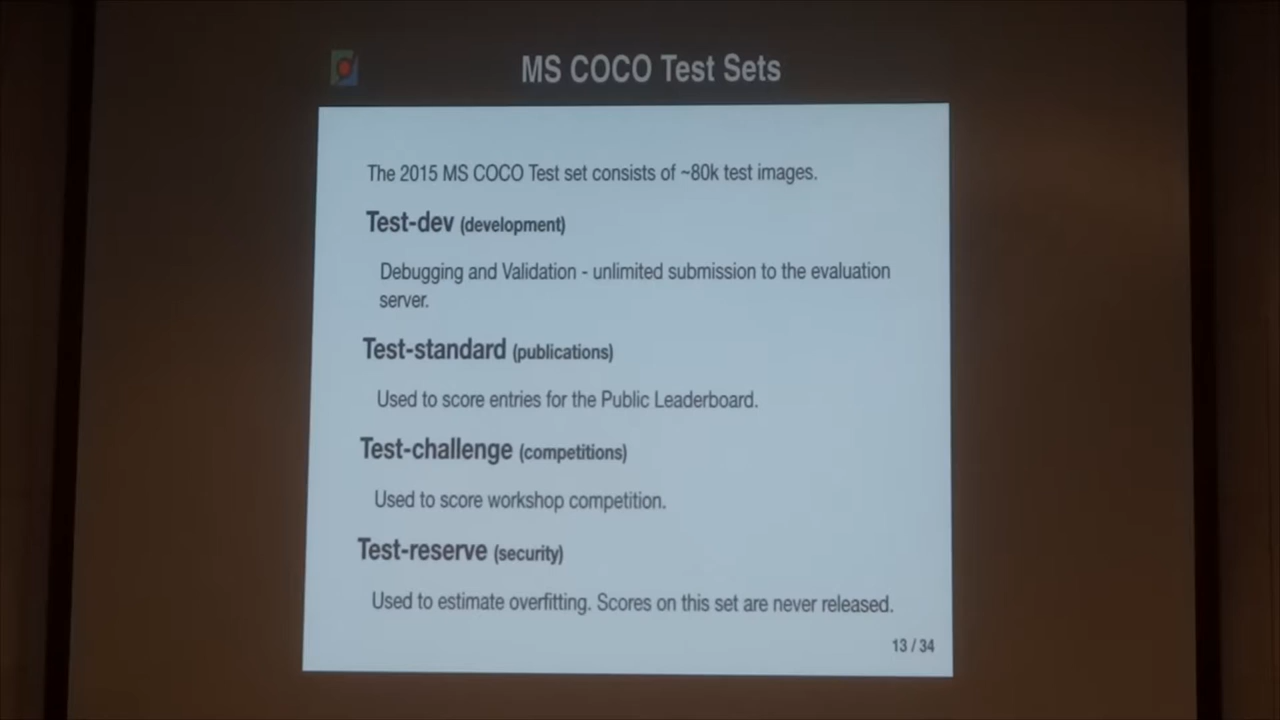 MS COCO Test Sets
The 2015 MS COCO Test set consists of ~80k test images.
Test-dev (development)
Debugging and Validation - unlimited submission to the evaluation
server.
Test-standard (publications)
Used to score entries for the Public Leaderboard.
Test-challenge (competitions)
Used to score workshop competition.
Test-reserve (security)
Used to estimate overfitting. Scores on this set are never released.
13 / 34